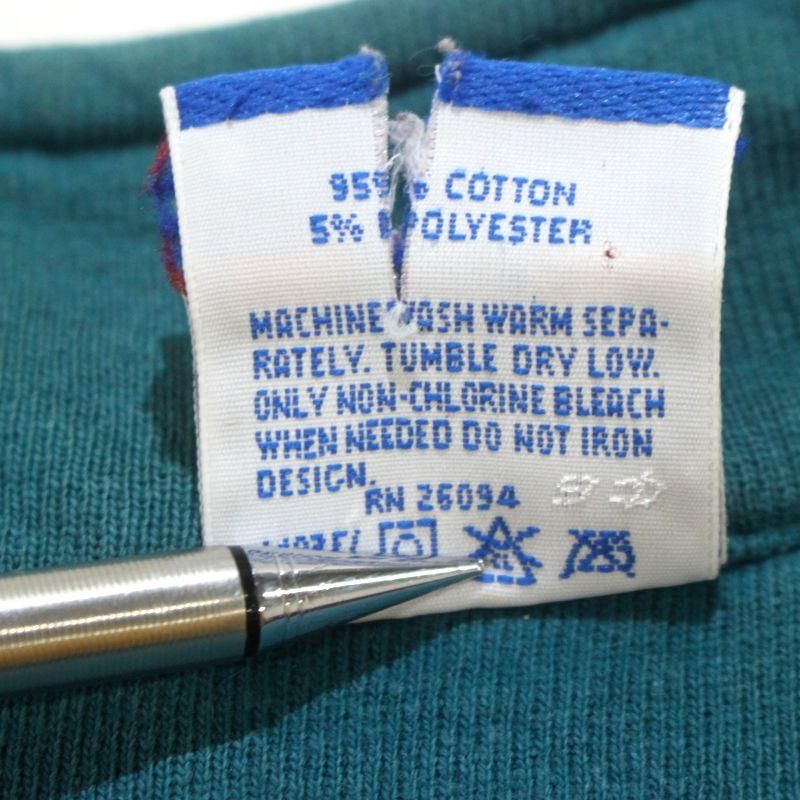 95% COTTON
5% POLYESTER
MACHINE WASH WARM SEPA-
RATELY. TUMBLE DRY LOW.
ONLY NON-CHLORINE BLEACH
WHEN NEEDED DO NOT IRON
DESIGN.
RN 26094